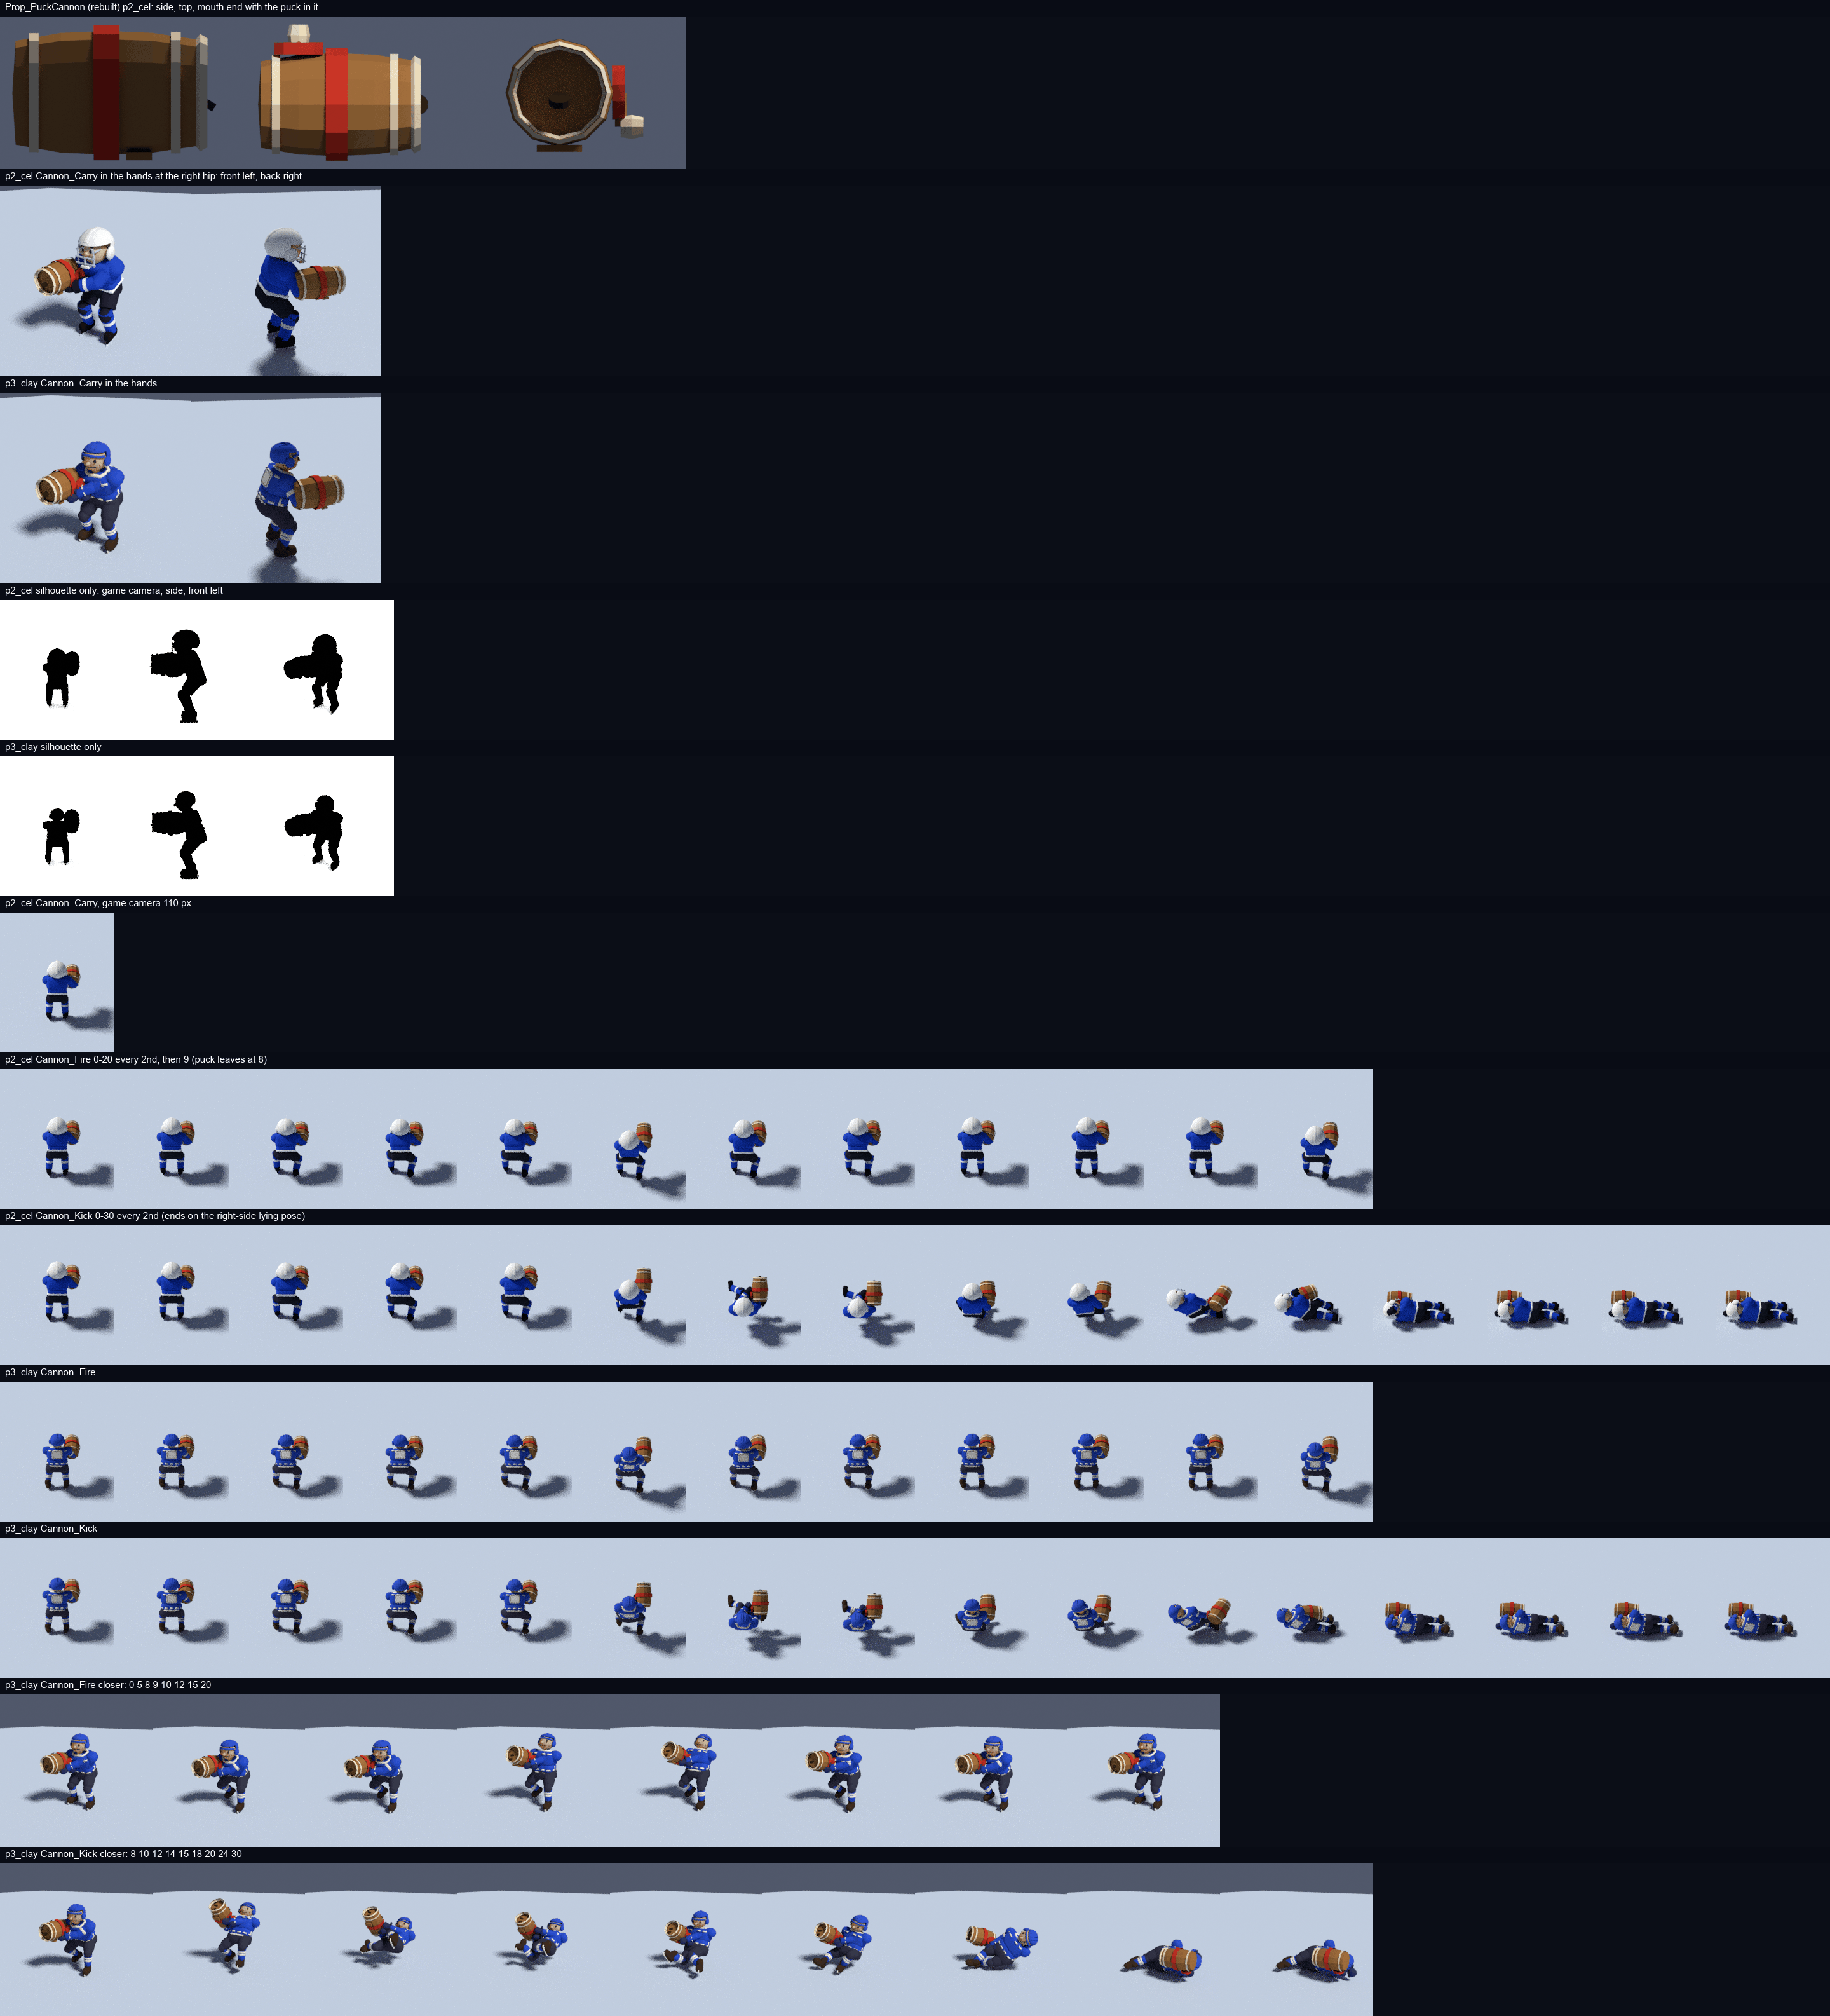 Prop_PuckCannon (rebuilt) p2_cel: side, top, mouth end with the puck in it
p2_cel Cannon_Carry in the hands at the right hip: front left, back right
p3_clay Cannon_Carry in the hands
p2_cel silhouette only: game camera, side, front left
p3_clay silhouette only
p2_cel Cannon_Carry, game camera 110 px
p2_cel Cannon_Fire 0-20 every 2nd, then 9 (puck leaves at 8)
p2_cel Cannon_Kick 0-30 every 2nd (ends on the right-side lying pose)
p3_clay Cannon_Fire
p3_clay Cannon_Kick
p3_clay Cannon_Fire closer: 0 5 8 9 10 12 15 20
p3_clay Cannon_Kick closer: 8 10 12 14 15 18 20 24 30